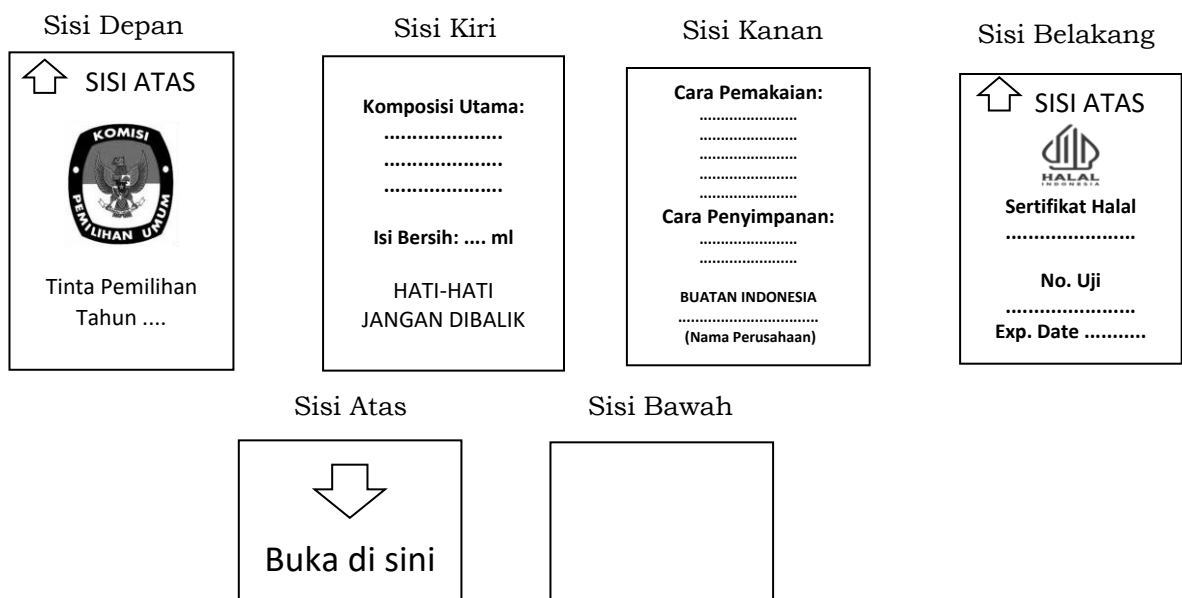 Sisi Depan
SISI ATAS
KOMISI
PEMILIHAN UMUM
Tinta Pemilihan
Tahun ....
Sisi Kiri
Komposisi Utama:
.....................
.....................
.....................
Isi Bersih: .... ml
HATI-HATI
JANGAN DIBALIK
Sisi Kanan
Cara Pemakaian:
.......................
.......................
.......................
.......................
.......................
Cara Penyimpanan:
.......................
.......................
BUATAN INDONESIA
.................................
(Nama Perusahaan)
Sisi Belakang
SISI ATAS
HALAL
INDONESIA
Sertifikat Halal
.......................
No. Uji
.......................
Exp. Date ...........
Sisi Atas
Buka di sini
Sisi Bawah